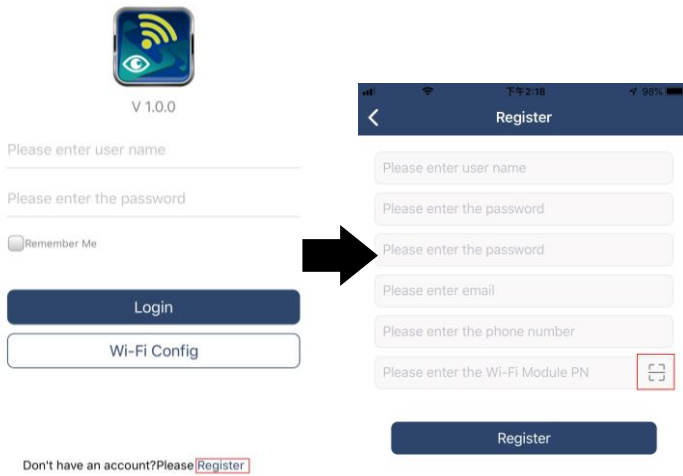 V 1.0.0
Please enter user name
Please enter the password
Remember Me
Login
Wi-Fi Config
Don't have an account?Please Register
下午2:18
98%
Register
Please enter user name
Please enter the password
Please enter the password
Please enter email
Please enter the phone number
Please enter the Wi-Fi Module PN
Register